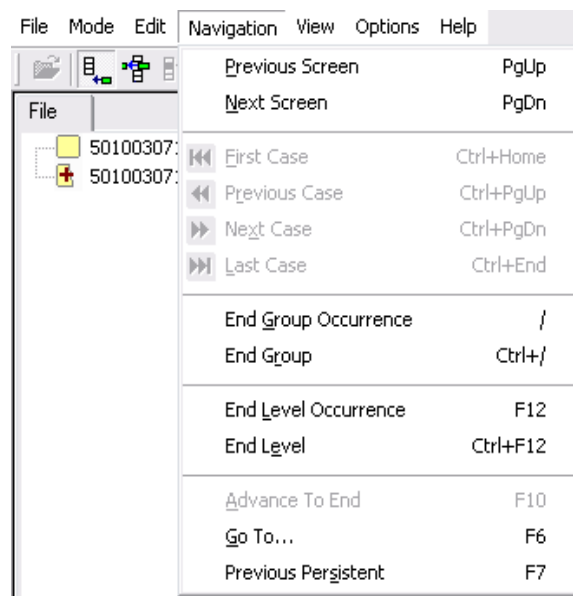 File Mode Edit Navigation View Options Help
File
50100307
50100307
Previous Screen PgUp
Next Screen PgDn
First Case Ctrl+Home
Previous Case Ctrl+PgUp
Next Case Ctrl+PgDn
Last Case Ctrl+End
End Group Occurrence /
End Group Ctrl+/
End Level Occurrence F12
End Level Ctrl+F12
Advance To End F10
Go To... F6
Previous Persistent F7